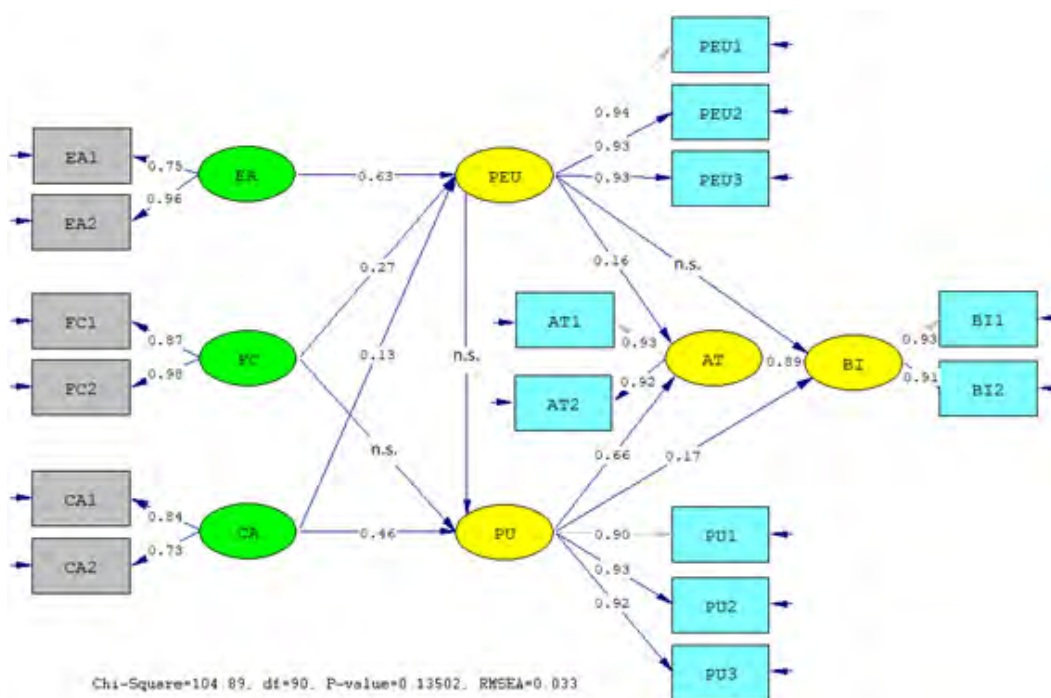 PEU1
0.94
PEU2
EA1
0.75
EA
0.63
PEU
0.93
0.93
PEU3
0.96
EA2
0.27
0.16
n.s.
FC1
0.87
FC
0.98
FC2
0.13
n.s.
AT1
0.93
AT
0.89
BI
0.93
BI1
0.92
AT2
0.91
BI2
n.s.
0.66
0.17
CA1
0.84
CA
0.46
PU
0.90
PU1
0.73
CA2
0.93
PU2
0.92
PU3
Chi-Square=104.89, df=90, P-value=0.13502, RMSEA=0.033